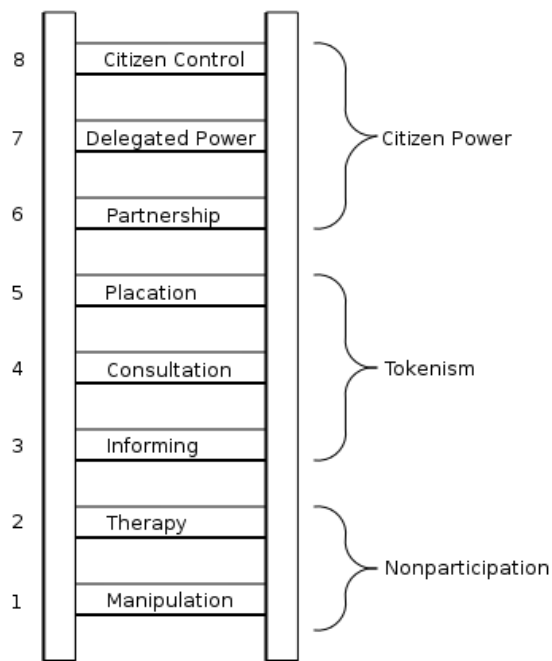 8 Citizen Control
7 Delegated Power
Citizen Power
6 Partnership
5 Placation
4 Consultation
Tokenism
3 Informing
2 Therapy
Nonparticipation
1 Manipulation